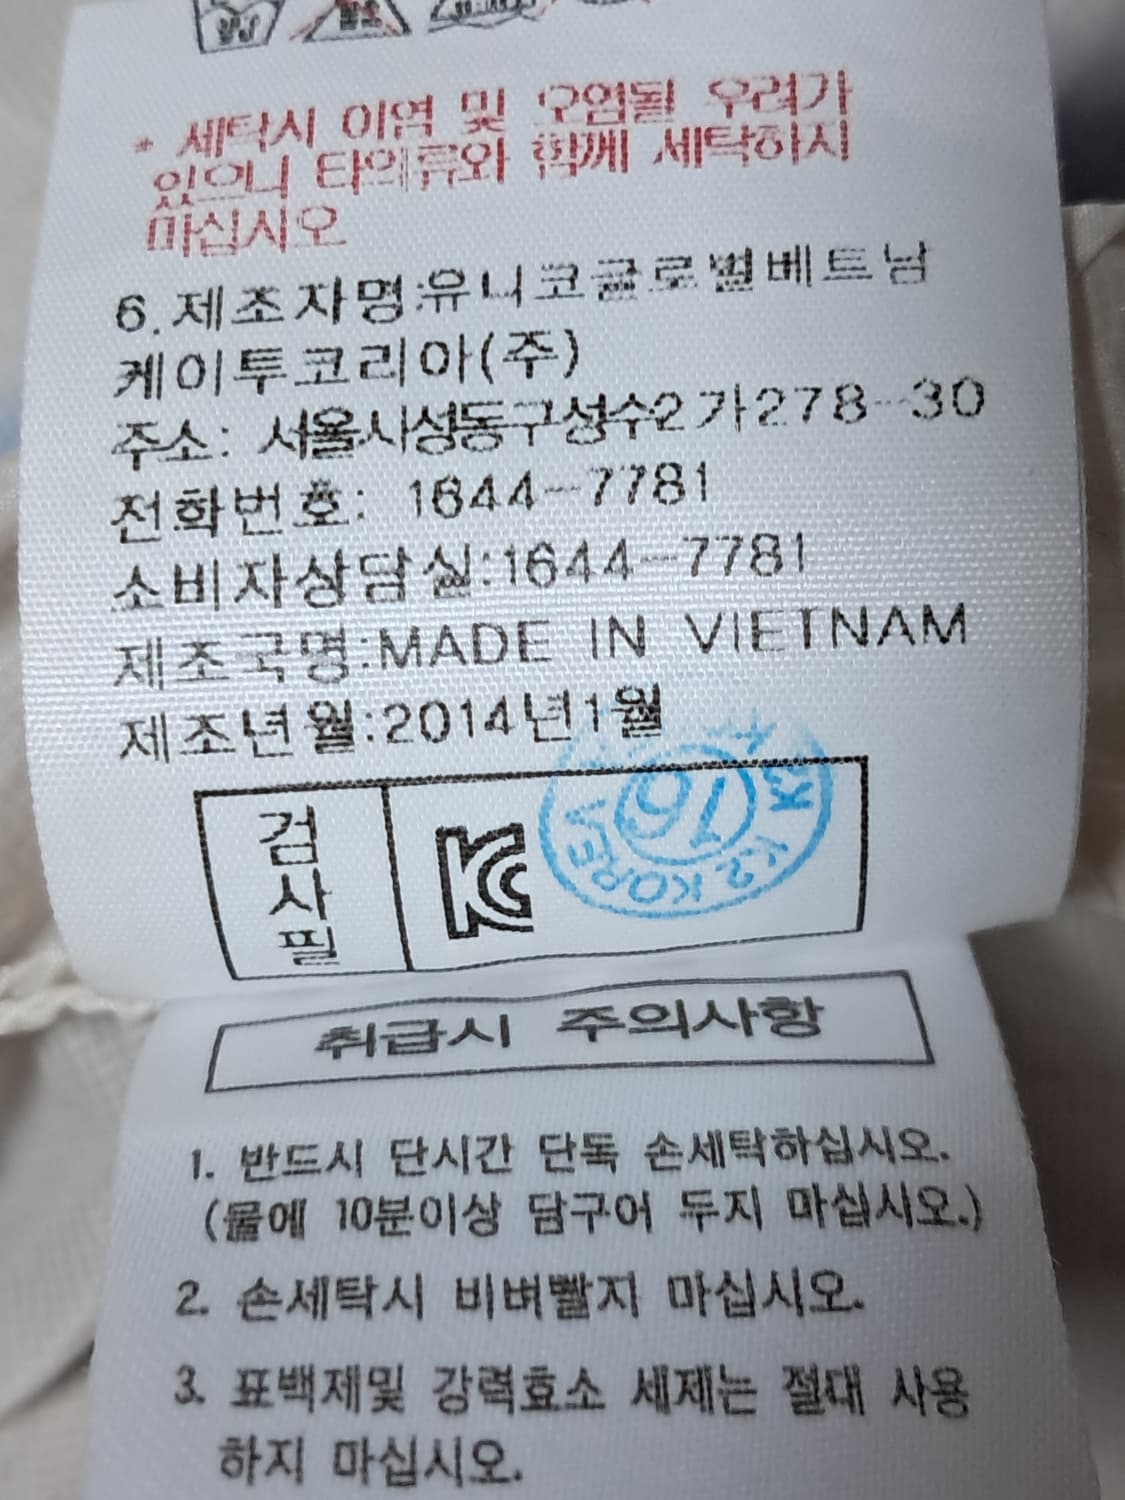 * 세탁시 이염 및 오염될 우려가
있으니 타의류와 함께 세탁하지
마십시오
6.제조자명:유니코글로벌베트남
케이투코리아(주)
주소: 서울시성동구성수2가278-30
전화번호: 1644-7781
소비자상담실:1644-7781
제조국명:MADE IN VIETNAM
제조년월:2014년1월
검사필
KC
K2 KOREA
10
취급시 주의사항
1. 반드시 단시간 단독 손세탁하십시오.
(물에 10분이상 담구어 두지 마십시오.)
2. 손세탁시 비벼빨지 마십시오.
3. 표백제및 강력효소 세제는 절대 사용
하지 마십시오.